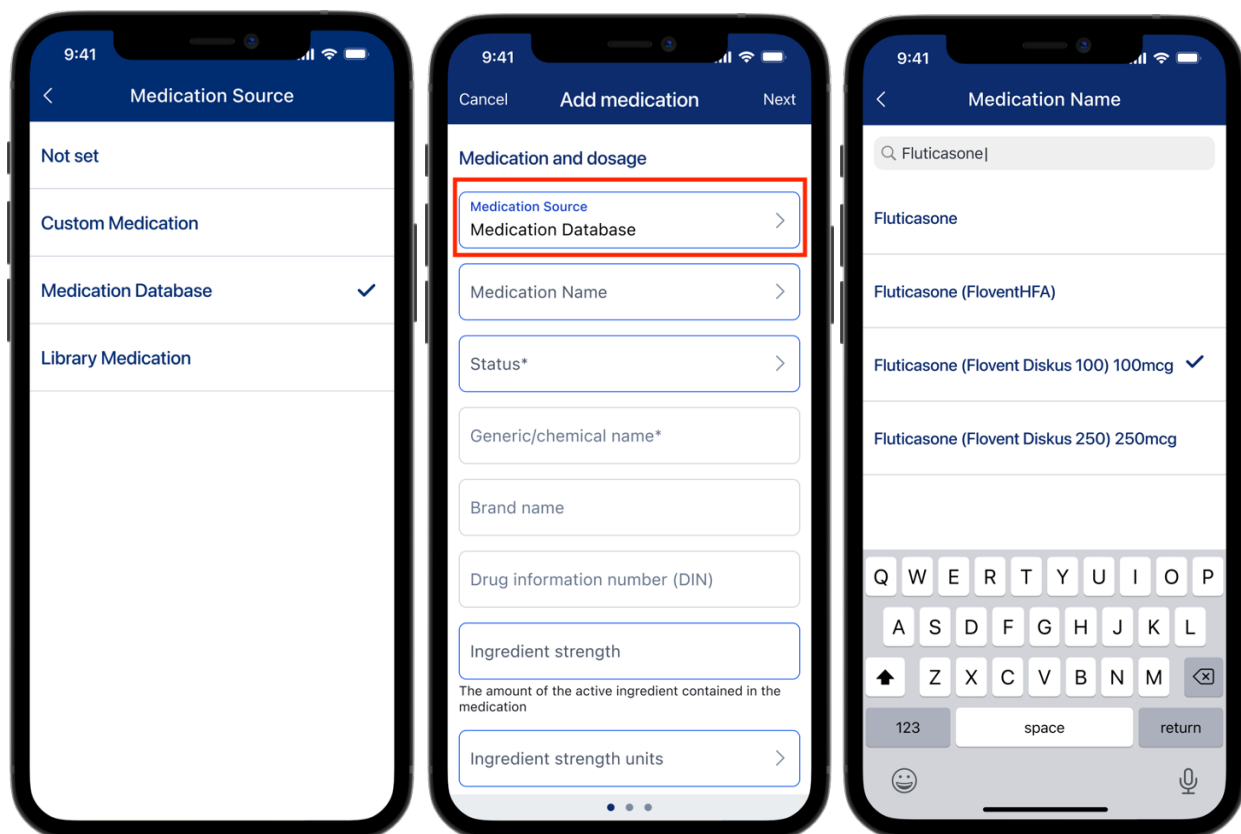 9:41
Medication Source
Not set
Custom Medication
Medication Database
Library Medication
9:41
Cancel Add medication Next
Medication and dosage
Medication Source
Medication Database
Medication Name
Status*
Generic/chemical name*
Brand name
Drug information number (DIN)
Ingredient strength
The amount of the active ingredient contained in the
medication
Ingredient strength units
9:41
Medication Name
Fluticasone
Fluticasone
Fluticasone (FloventHFA)
Fluticasone (Flovent Diskus 100) 100mcg
Fluticasone (Flovent Diskus 250) 250mcg
Q W E R T Y U I O P
A S D F G H J K L
Z X C V B N M
123 space return